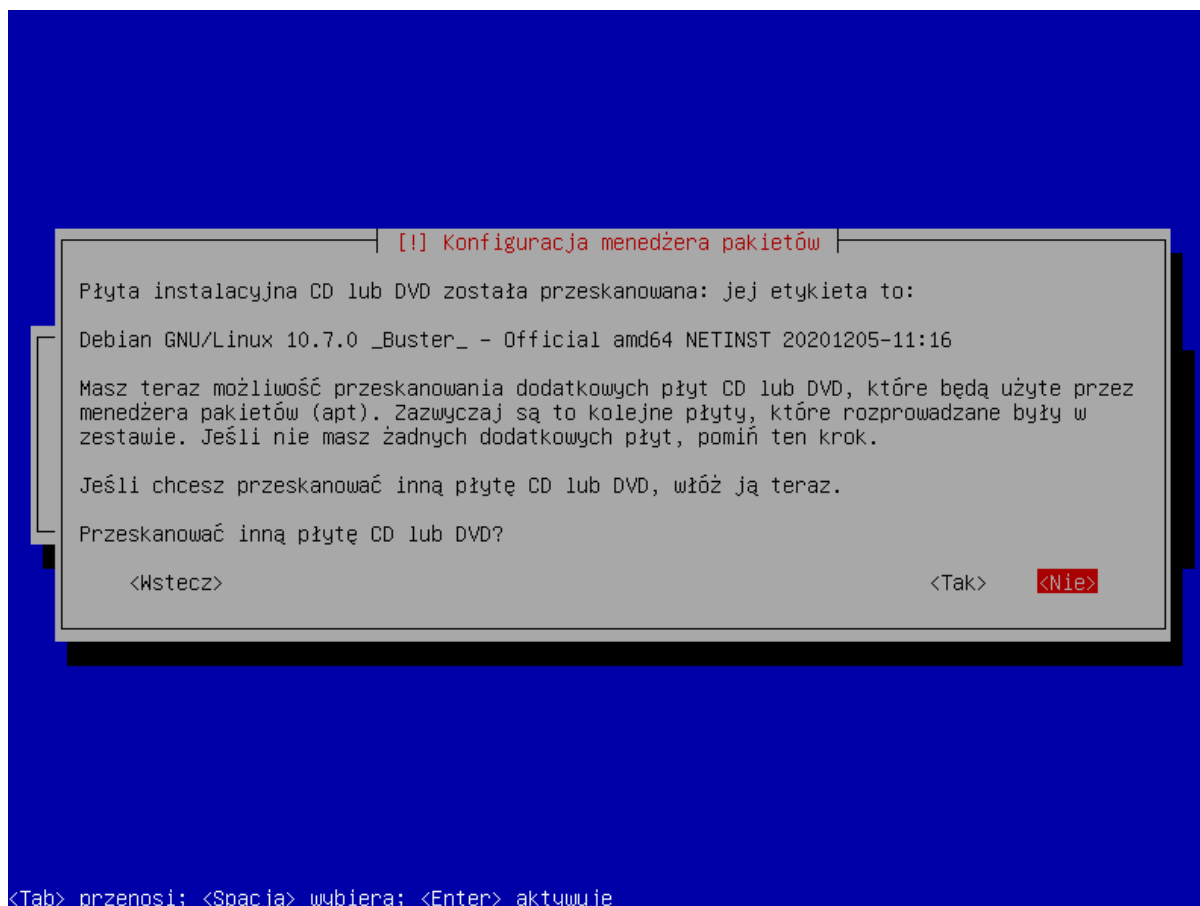 [!] Konfiguracja menedżera pakietów
Płyta instalacyjna CD lub DVD została przeskanowana: jej etykieta to:
Debian GNU/Linux 10.7.0 _Buster_ - Official amd64 NETINST 20201205-11:16
Masz teraz możliwość przeskanowania dodatkowych płyt CD lub DVD, które będą użyte przez
menedżera pakietów (apt). Zazwyczaj są to kolejne płyty, które rozprowadzane były w
zestawie. Jeśli nie masz żadnych dodatkowych płyt, pomiń ten krok.
Jeśli chcesz przeskanować inną płytę CD lub DVD, włóż ją teraz.
Przeskanować inną płytę CD lub DVD?
<Wstecz> <Tak> <Nie>
<Tab> przenosi; <Spacja> wybiera; <Enter> aktywuje